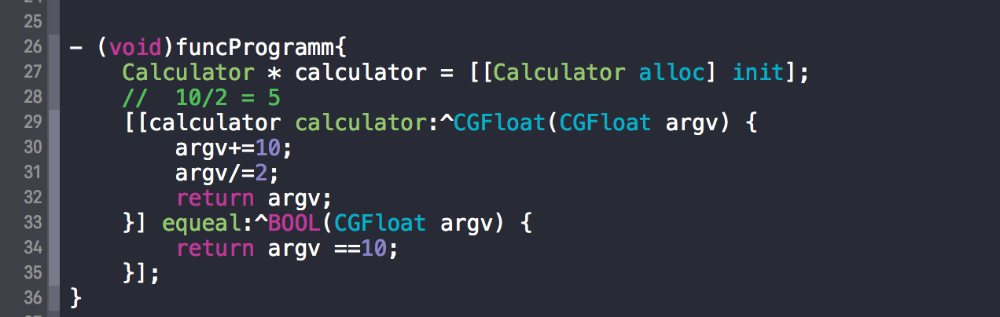 25
26 - (void)funcProgramm{
27     Calculator * calculator = [[Calculator alloc] init];
28     //  10/2 = 5
29     [[calculator calculator:^CGFloat(CGFloat argv) {
30         argv+=10;
31         argv/=2;
32         return argv;
33     }] equeal:^BOOL(CGFloat argv) {
34         return argv ==10;
35     }];
36 }